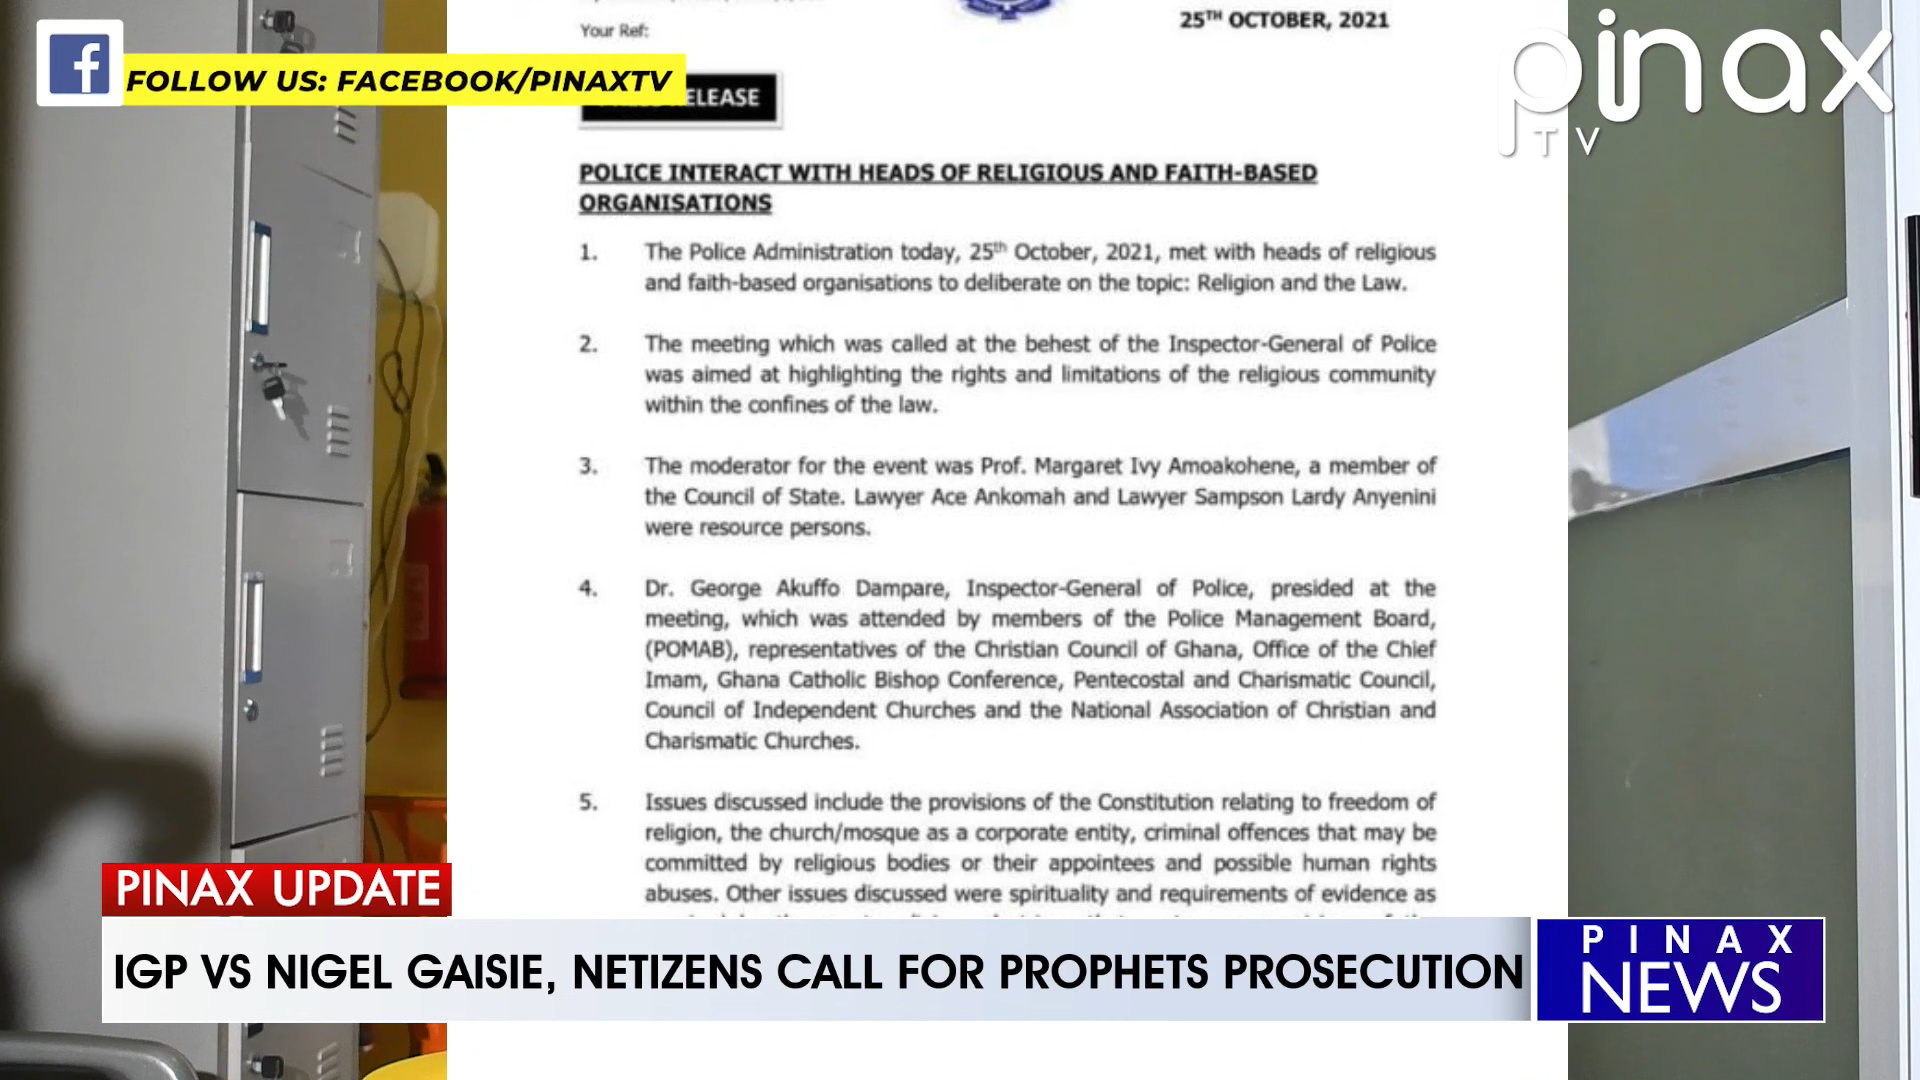 Your Ref:
25TH OCTOBER, 2021
FOLLOW US: FACEBOOK/PINAXTV
ELEASE
pinax
TV
POLICE INTERACT WITH HEADS OF RELIGIOUS AND FAITH-BASED
ORGANISATIONS
1. The Police Administration today, 25th October, 2021, met with heads of religious
and faith-based organisations to deliberate on the topic: Religion and the Law.
2. The meeting which was called at the behest of the Inspector-General of Police
was aimed at highlighting the rights and limitations of the religious community
within the confines of the law.
3. The moderator for the event was Prof. Margaret Ivy Amoakohene, a member of
the Council of State. Lawyer Ace Ankomah and Lawyer Sampson Lardy Anyenini
were resource persons.
4. Dr. George Akuffo Dampare, Inspector-General of Police, presided at the
meeting, which was attended by members of the Police Management Board,
(POMAB), representatives of the Christian Council of Ghana, Office of the Chief
Imam, Ghana Catholic Bishop Conference, Pentecostal and Charismatic Council,
Council of Independent Churches and the National Association of Christian and
Charismatic Churches.
5. Issues discussed include the provisions of the Constitution relating to freedom of
religion, the church/mosque as a corporate entity, criminal offences that may be
committed by religious bodies or their appointees and possible human rights
abuses. Other issues discussed were spirituality and requirements of evidence as
PINAX UPDATE
IGP VS NIGEL GAISIE, NETIZENS CALL FOR PROPHETS PROSECUTION
PINAX
NEWS